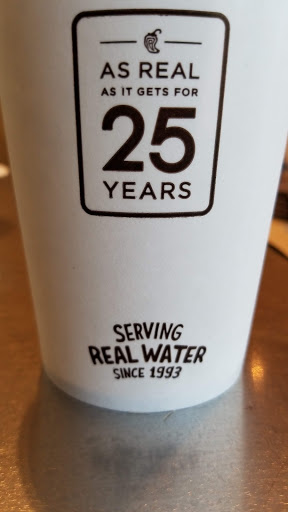 AS REAL
AS IT GETS FOR
25
YEARS
SERVING
REAL WATER
SINCE 1993